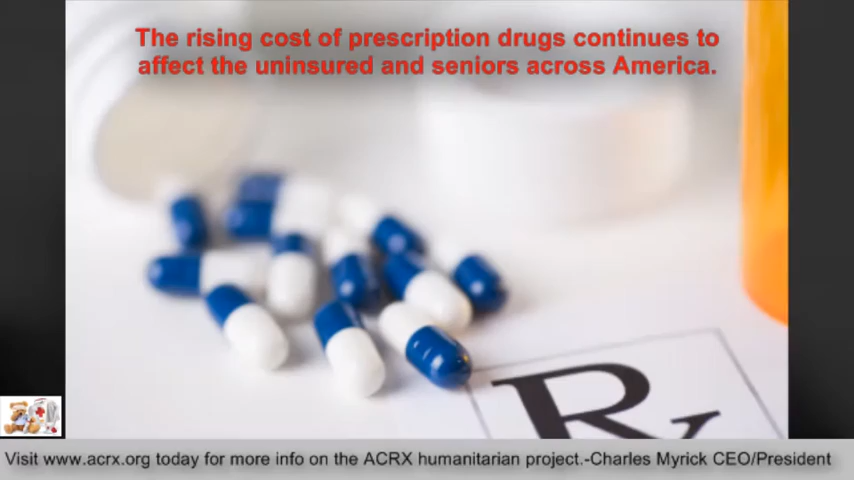 The rising cost of prescription drugs continues to
affect the uninsured and seniors across America.
R
Visit www.acrx.org today for more info on the ACRX humanitarian project.-Charles Myrick CEO/President